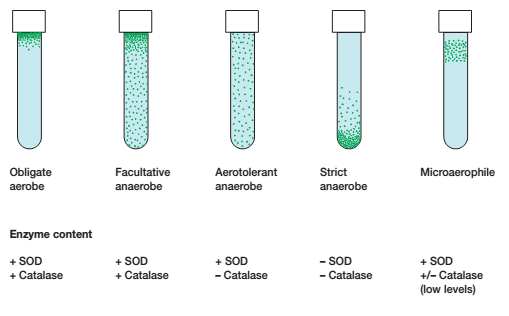 Obligate
aerobe
Facultative
anaerobe
Aerotolerant
anaerobe
Strict
anaerobe
Microaerophile
Enzyme content
+ SOD
+ Catalase
+ SOD
+ Catalase
+ SOD
– Catalase
– SOD
– Catalase
+ SOD
+/– Catalase
(low levels)